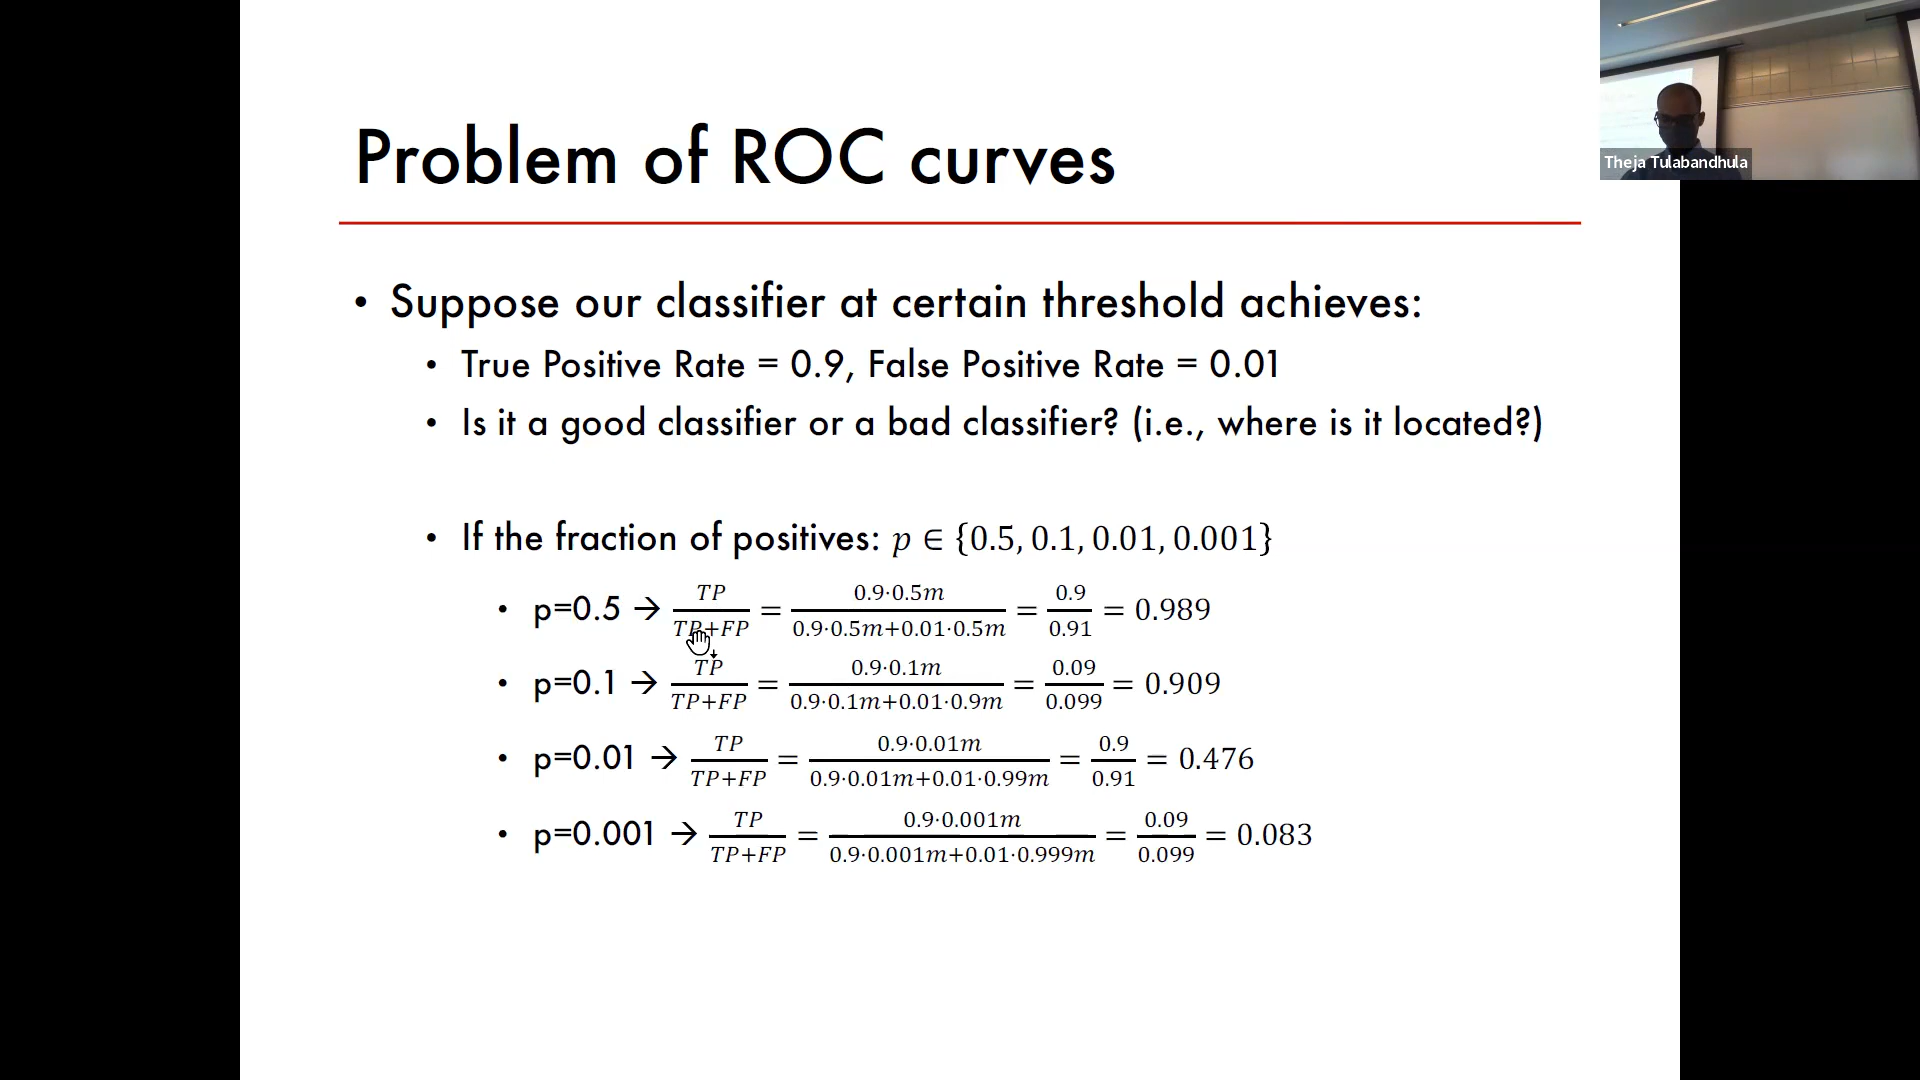 Problem of ROC curves
Theja Tulabandhula
• Suppose our classifier at certain threshold achieves:
• True Positive Rate = 0.9, False Positive Rate = 0.01
• Is it a good classifier or a bad classifier? (i.e., where is it located?)
• If the fraction of positives: p ∈ {0.5, 0.1, 0.01, 0.001}
• p=0.5 → TP/(TP+FP) = (0.9·0.5m)/(0.9·0.5m+0.01·0.5m) = 0.9/0.91 = 0.989
• p=0.1 → TP/(TP+FP) = (0.9·0.1m)/(0.9·0.1m+0.01·0.9m) = 0.09/0.099 = 0.909
• p=0.01 → TP/(TP+FP) = (0.9·0.01m)/(0.9·0.01m+0.01·0.99m) = 0.9/0.91 = 0.476
• p=0.001 → TP/(TP+FP) = (0.9·0.001m)/(0.9·0.001m+0.01·0.999m) = 0.09/0.099 = 0.083